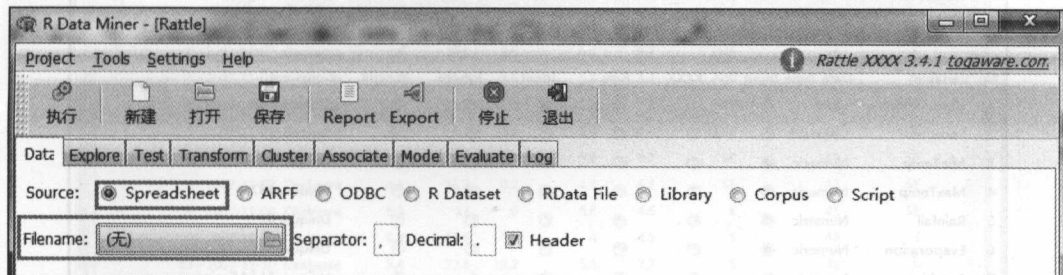 R Data Miner - [Rattle]
Project Tools Settings Help
Rattle XXXX 3.4.1 togaware.com
执行 新建 打开 保存 Report Export 停止 退出
Data Explore Test Transform Cluster Associate Model Evaluate Log
Source: Spreadsheet ARFF ODBC R Dataset RData File Library Corpus Script
Filename: (无) Separator: , Decimal: . Header